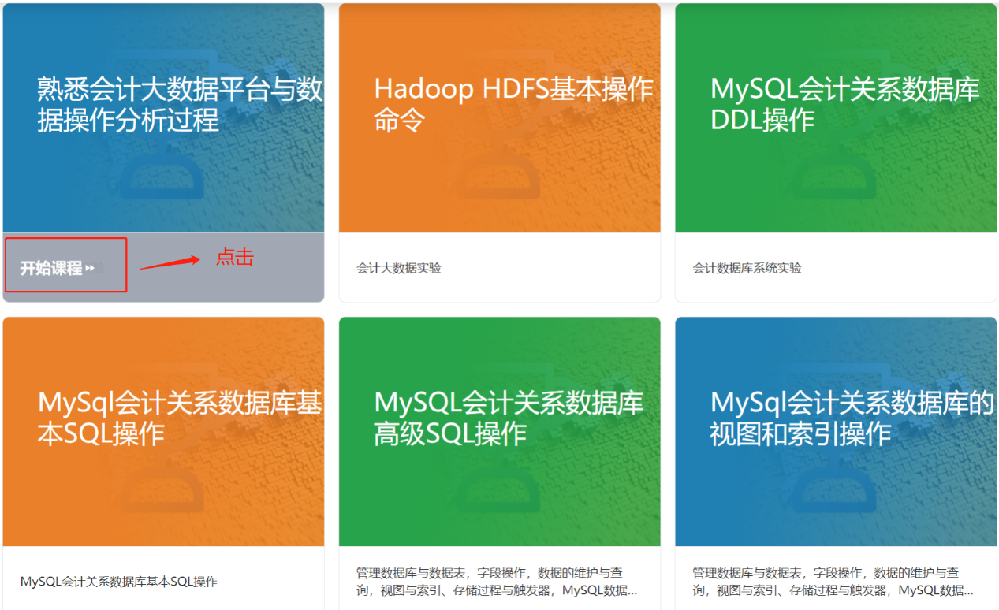 熟悉会计大数据平台与数
据操作分析过程
Hadoop HDFS基本操作
命令
MySQL会计关系数据库
DDL操作
开始课程
点击
会计大数据实验
会计数据库系统实验
MySql会计关系数据库基
本SQL操作
MySQL会计关系数据库
高级SQL操作
MySql会计关系数据库的
视图和索引操作
MySQL会计关系数据库基本SQL操作
管理数据库与数据表，字段操作，数据的维护与查
询，视图与索引、存储过程与触发器，MySQL数据...
管理数据库与数据表，字段操作，数据的维护与查
询，视图与索引、存储过程与触发器，MySQL数据...